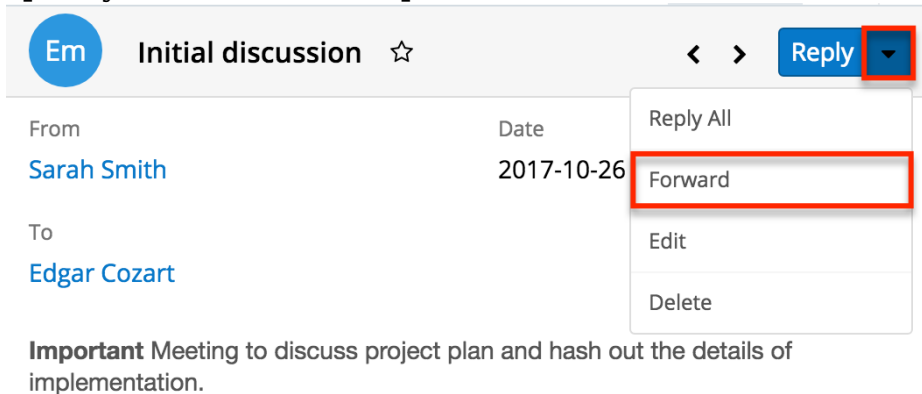 Em Initial discussion Reply
Reply All
From Date
Sarah Smith 2017-10-26
Forward
To
Edit
Edgar Cozart
Delete
Important Meeting to discuss project plan and hash out the details of
implementation.